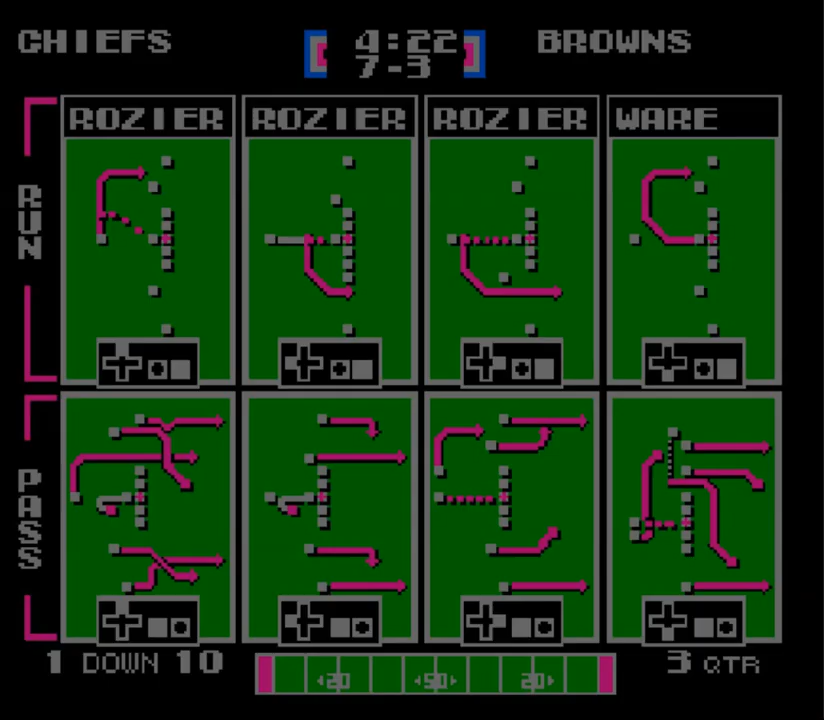 CHIEFS 4:22 BROWNS
7-3
ROZIER ROZIER ROZIER WARE
RUN
PASS
1 DOWN 10 3 QTR
◂20 ◂50▸ 20▸